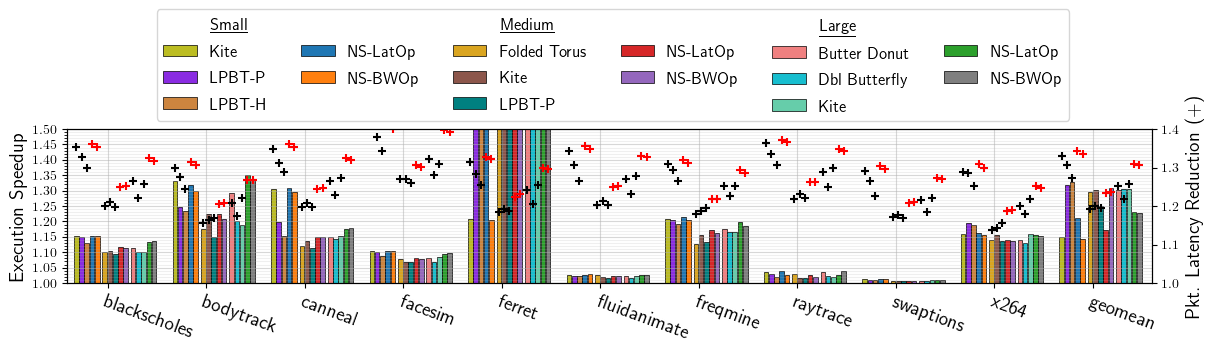 Small
Medium
Large
Kite
NS-LatOp
Folded Torus
NS-LatOp
Butter Donut
NS-LatOp
LPBT-P
NS-BWOp
Kite
NS-BWOp
Dbl Butterfly
NS-BWOp
LPBT-H
LPBT-P
Kite
Execution Speedup
1.50
1.45
1.40
1.35
1.30
1.25
1.20
1.15
1.10
1.05
1.00
Pkt. Latency Reduction (+)
1.4
1.3
1.2
1.1
1.0
blackscholes
bodytrack
canneal
facesim
ferret
fluidanimate
freqmine
raytrace
swaptions
x264
geomean